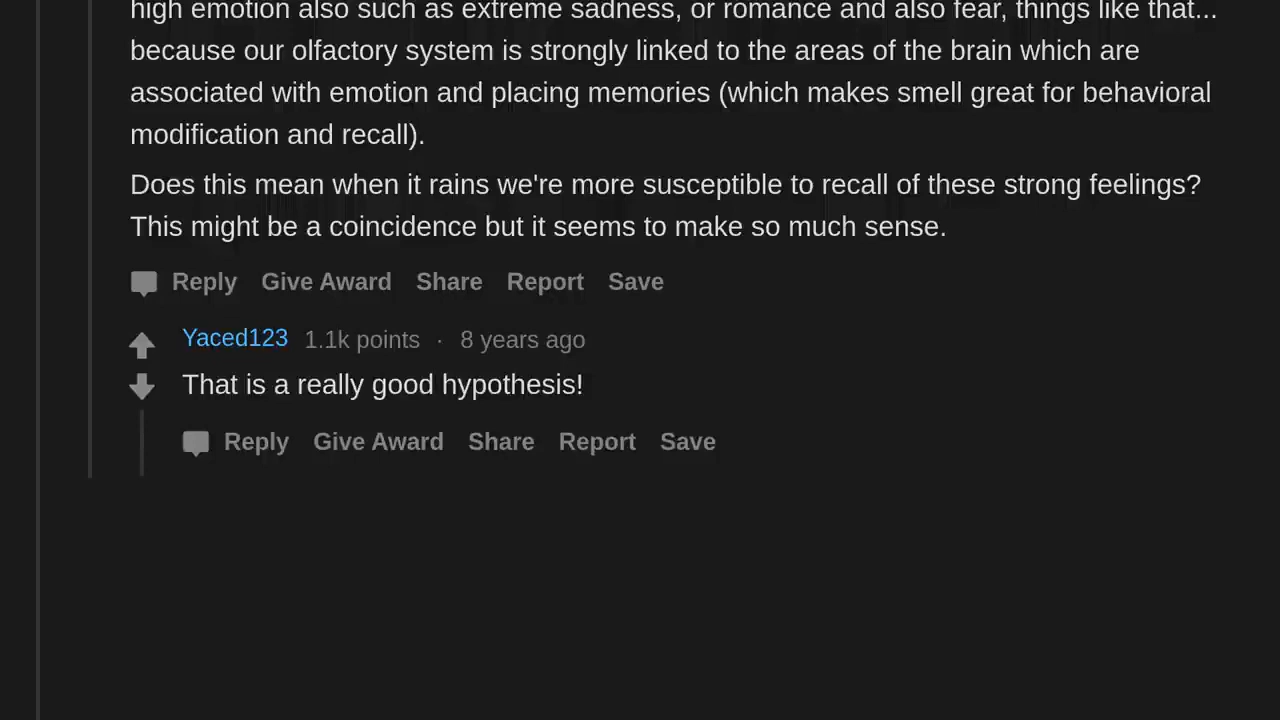 high emotion also such as extreme sadness, or romance and also fear, things like that...
because our olfactory system is strongly linked to the areas of the brain which are
associated with emotion and placing memories (which makes smell great for behavioral
modification and recall).
Does this mean when it rains we're more susceptible to recall of these strong feelings?
This might be a coincidence but it seems to make so much sense.
Reply Give Award Share Report Save
Yaced123 1.1k points · 8 years ago
That is a really good hypothesis!
Reply Give Award Share Report Save